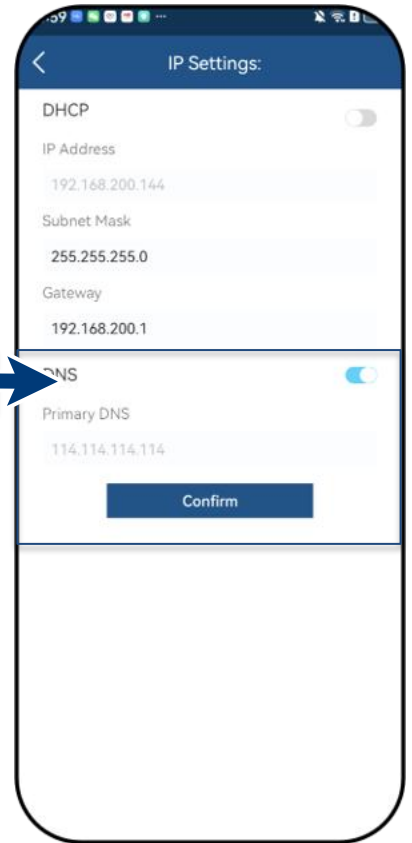 :59
IP Settings:
DHCP
IP Address
192.168.200.144
Subnet Mask
255.255.255.0
Gateway
192.168.200.1
DNS
Primary DNS
114.114.114.114
Confirm